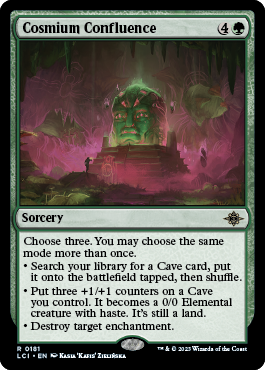 Cosmium Confluence 4
Sorcery
Choose three. You may choose the
same mode more than once.
• Search your library for a Cave card, put
it onto the battlefield tapped, then shuffle.
• Put three +1/+1 counters on a Cave
you control. It becomes a 0/0 Elemental
creature with haste. It's still a land.
• Destroy target enchantment.
R 0181
LCI • EN Kasia 'Kafis' Zielińska
™ & © 2023 Wizards of the Coast